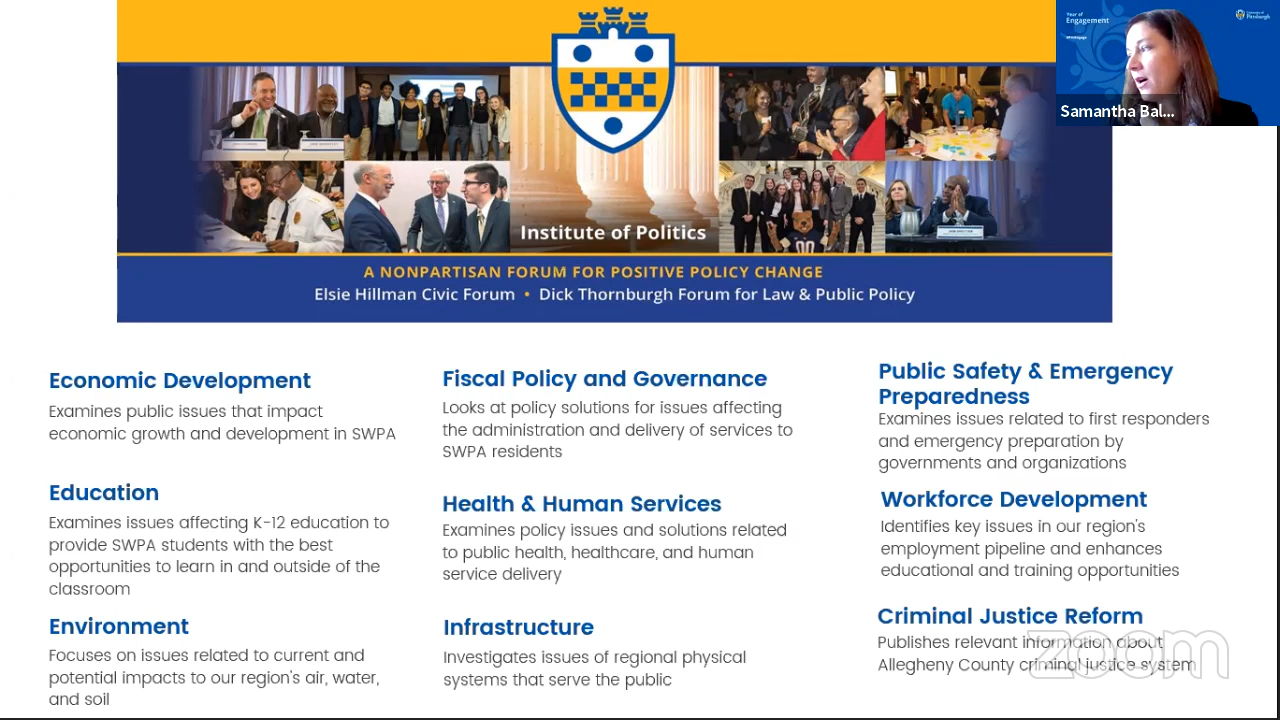 Year of
Engagement
University of
Pittsburgh
Samantha Bal...
Institute of Politics
A NONPARTISAN FORUM FOR POSITIVE POLICY CHANGE
Elsie Hillman Civic Forum • Dick Thornburgh Forum for Law & Public Policy
Economic Development
Examines public issues that impact
economic growth and development in SWPA
Education
Examines issues affecting K-12 education to
provide SWPA students with the best
opportunities to learn in and outside of the
classroom
Environment
Focuses on issues related to current and
potential impacts to our region's air, water,
and soil
Fiscal Policy and Governance
Looks at policy solutions for issues affecting
the administration and delivery of services to
SWPA residents
Health & Human Services
Examines policy issues and solutions related
to public health, healthcare, and human
service delivery
Infrastructure
Investigates issues of regional physical
systems that serve the public
Public Safety & Emergency
Preparedness
Examines issues related to first responders
and emergency preparation by
governments and organizations
Workforce Development
Identifies key issues in our region's
employment pipeline and enhances
educational and training opportunities
Criminal Justice Reform
Publishes relevant information about
Allegheny County criminal justice system
zoom